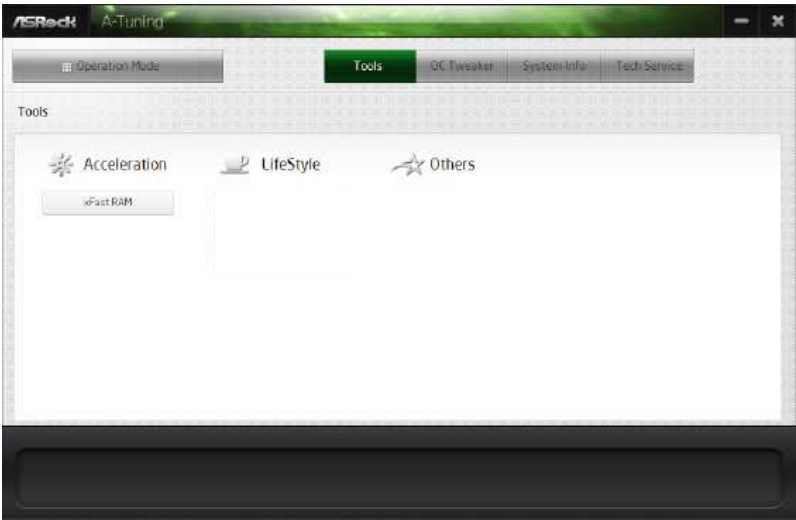 ASRock A-Tuning
Operation Mode Tools OC Tweaker System Info Tech Service
Tools
Acceleration LifeStyle Others
xFast RAM